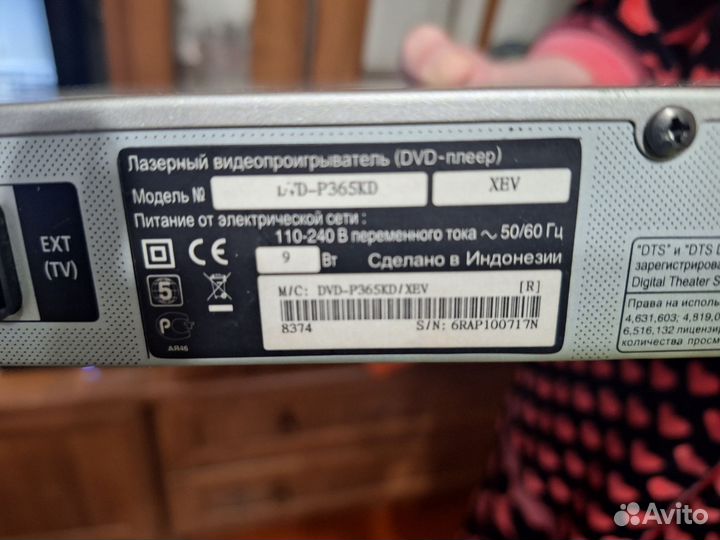 Лазерный видеопроигрыватель (DVD-плеер)
Модель № DVD-P365KD XEV
Питание от электрической сети :
110-240 В переменного тока ~ 50/60 Гц
CE 9 Вт Сделано в Индонезии
M/C: DVD-P365KD/XEV [R]
8374 S/N: 6RAP100717N
5
АЯ46
EXT
(TV)
"DTS" и "DTS
зарегистриров
Digital Theater S
Права на исполь
4,631,603; 4,819,0
6,516,132 лицензи
количества просм
Avito